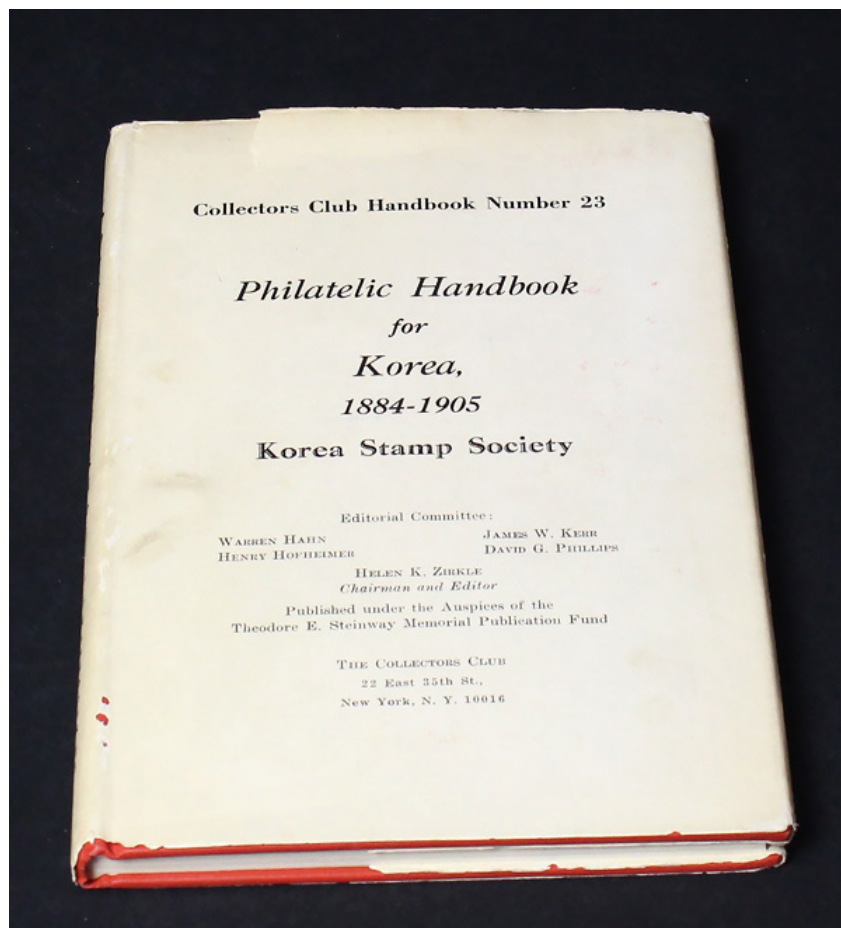 Collectors Club Handbook Number 23
Philatelic Handbook
for
Korea,
1884-1905
Korea Stamp Society
Editorial Committee:
WARREN HAHN JAMES W. KERR
HENRY HOFHEIMER DAVID G. PHILLIPS
HELEN K. ZIRKLE
Chairman and Editor
Published under the Auspices of the
Theodore E. Steinway Memorial Publication Fund
THE COLLECTORS CLUB
22 East 35th St.,
New York, N. Y. 10016